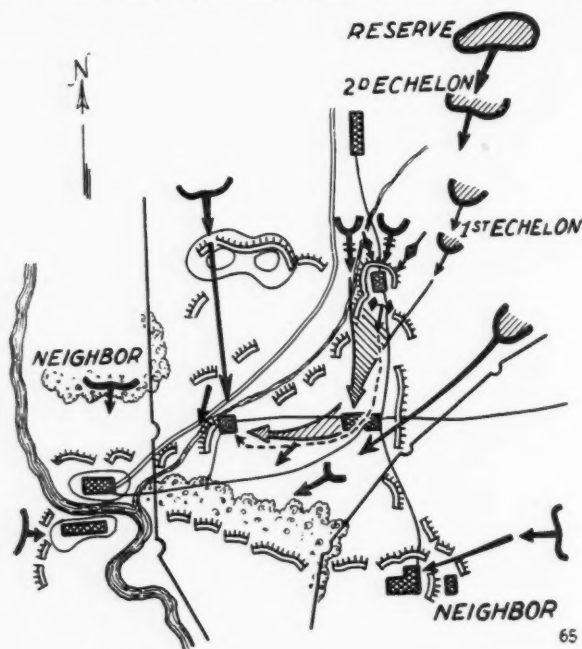 RESERVE
N
2D ECHELON
1ST ECHELON
NEIGHBOR
NEIGHBOR
65